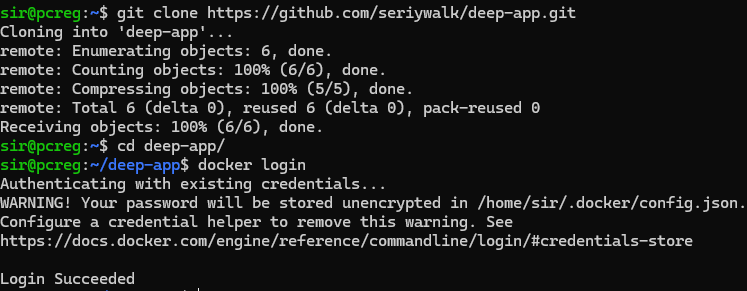 sir@pcreg:~$ git clone https://github.com/seriywalk/deep-app.git
Cloning into 'deep-app'...
remote: Enumerating objects: 6, done.
remote: Counting objects: 100% (6/6), done.
remote: Compressing objects: 100% (5/5), done.
remote: Total 6 (delta 0), reused 6 (delta 0), pack-reused 0
Receiving objects: 100% (6/6), done.
sir@pcreg:~$ cd deep-app/
sir@pcreg:~/deep-app$ docker login
Authenticating with existing credentials...
WARNING! Your password will be stored unencrypted in /home/sir/.docker/config.json.
Configure a credential helper to remove this warning. See
https://docs.docker.com/engine/reference/commandline/login/#credentials-store

Login Succeeded